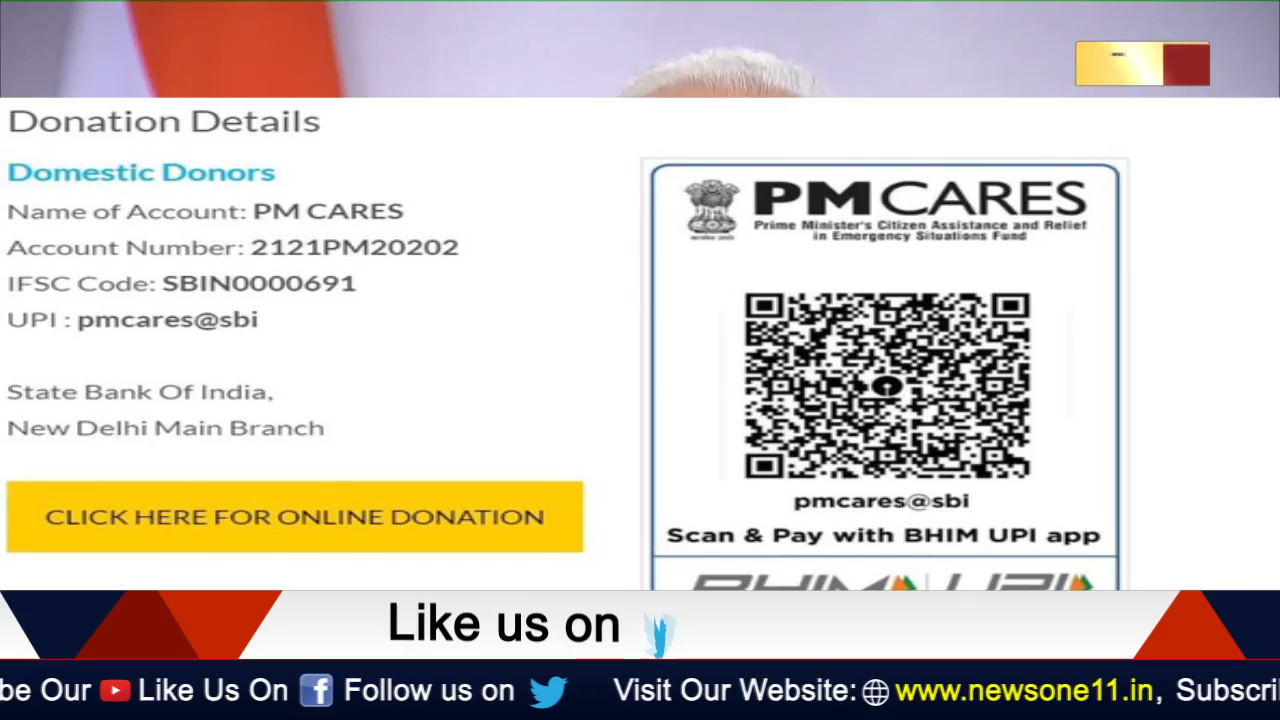 Donation Details
Domestic Donors
Name of Account: PM CARES
Account Number: 2121PM20202
IFSC Code: SBIN0000691
UPI : pmcares@sbi
State Bank Of India,
New Delhi Main Branch
CLICK HERE FOR ONLINE DONATION
PM CARES
Prime Minister's Citizen Assistance and Relief
in Emergency Situations Fund
pmcares@sbi
Scan & Pay with BHIM UPI app
BHIM UPI
Like us on
be Our Like Us On Follow us on Visit Our Website: www.newsone11.in, Subscri